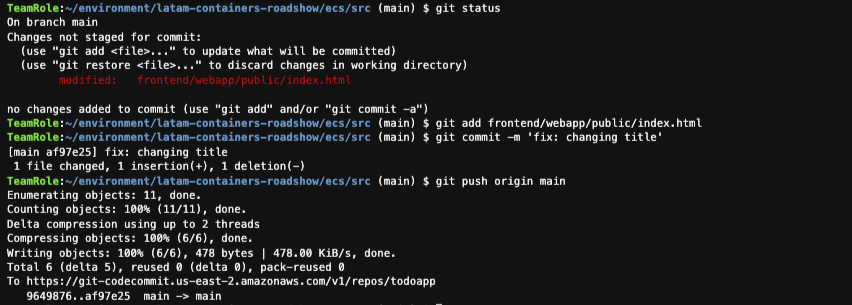 TeamRole:~/environment/latam-containers-roadshow/ecs/src (main) $ git status
On branch main
Changes not staged for commit:
  (use "git add <file>..." to update what will be committed)
  (use "git restore <file>..." to discard changes in working directory)
        modified:   frontend/webapp/public/index.html
no changes added to commit (use "git add" and/or "git commit -a")
TeamRole:~/environment/latam-containers-roadshow/ecs/src (main) $ git add frontend/webapp/public/index.html
TeamRole:~/environment/latam-containers-roadshow/ecs/src (main) $ git commit -m 'fix: changing title'
[main af97e25] fix: changing title
 1 file changed, 1 insertion(+), 1 deletion(-)
TeamRole:~/environment/latam-containers-roadshow/ecs/src (main) $ git push origin main
Enumerating objects: 11, done.
Counting objects: 100% (11/11), done.
Delta compression using up to 2 threads
Compressing objects: 100% (6/6), done.
Writing objects: 100% (6/6), 478 bytes | 478.00 KiB/s, done.
Total 6 (delta 5), reused 0 (delta 0), pack-reused 0
To https://git-codecommit.us-east-2.amazonaws.com/v1/repos/todoapp
   9649876..af97e25  main -> main